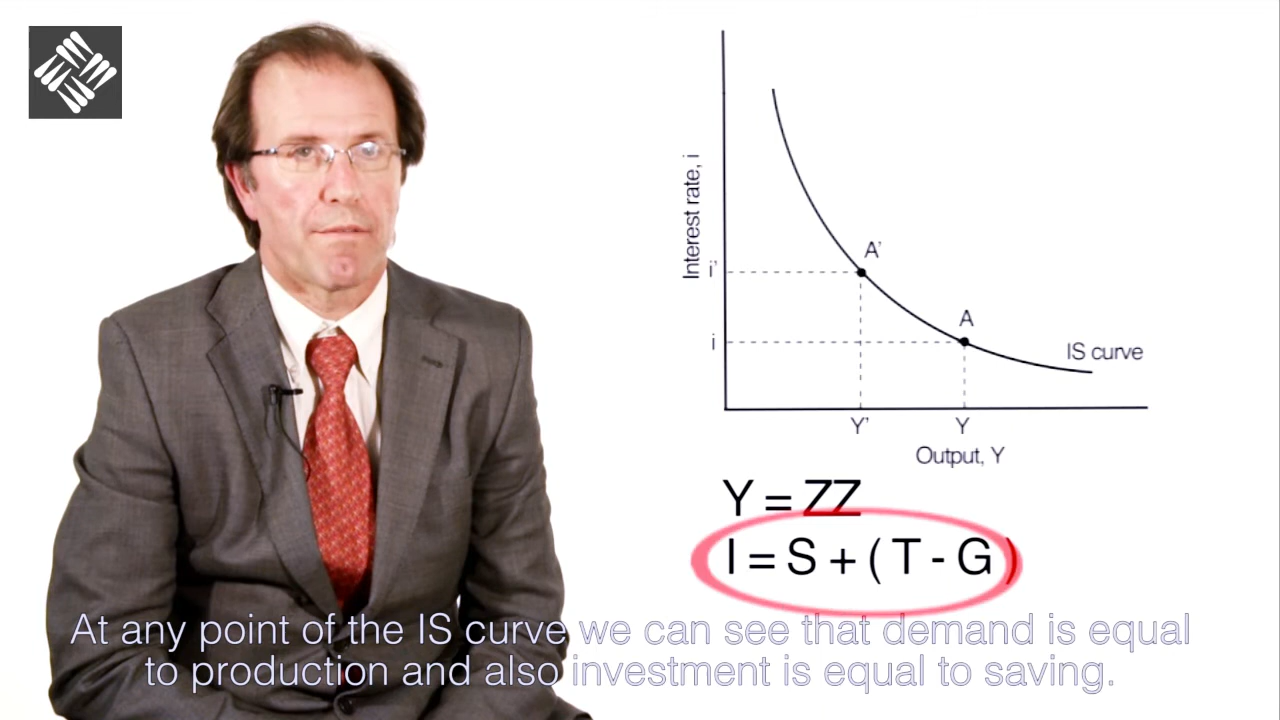 Interest rate, i
A'
i'
A
i
IS curve
Y'
Y
Output, Y
Y = ZZ
I = S + ( T - G )
At any point of the IS curve we can see that demand is equal
to production and also investment is equal to saving.